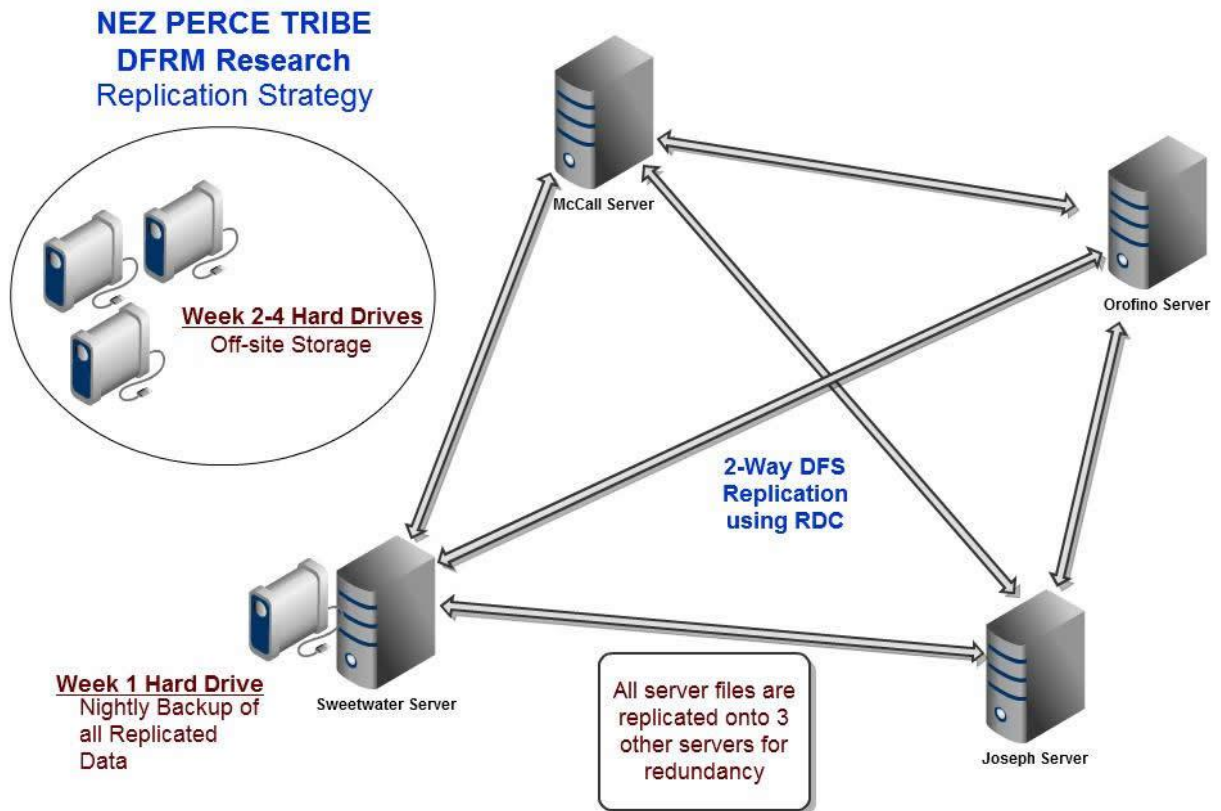 NEZ PERCE TRIBE
DFRM Research
Replication Strategy
McCall Server
Orofino Server
Week 2-4 Hard Drives
Off-site Storage
2-Way DFS
Replication
using RDC
Week 1 Hard Drive
Nightly Backup of
all Replicated
Data
Sweetwater Server
All server files are
replicated onto 3
other servers for
redundancy
Joseph Server